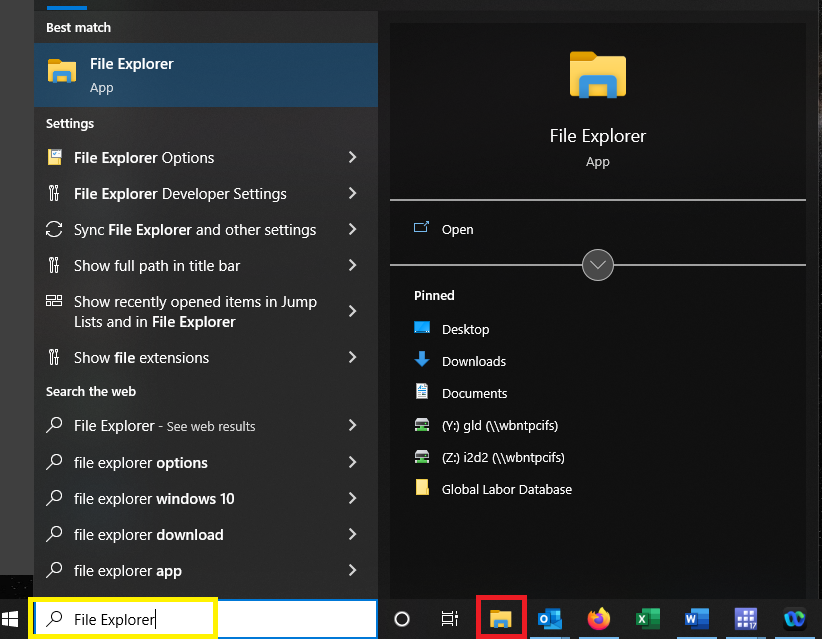 Best match
File Explorer
App
Settings
File Explorer Options
File Explorer Developer Settings
Sync File Explorer and other settings
Show full path in title bar
Show recently opened items in Jump
Lists and in File Explorer
Show file extensions
Search the web
File Explorer - See web results
file explorer options
file explorer windows 10
file explorer download
file explorer app
File Explorer
File Explorer
App
Open
Pinned
Desktop
Downloads
Documents
(Y:) gld (\\wbntpcifs)
(Z:) i2d2 (\\wbntpcifs)
Global Labor Database